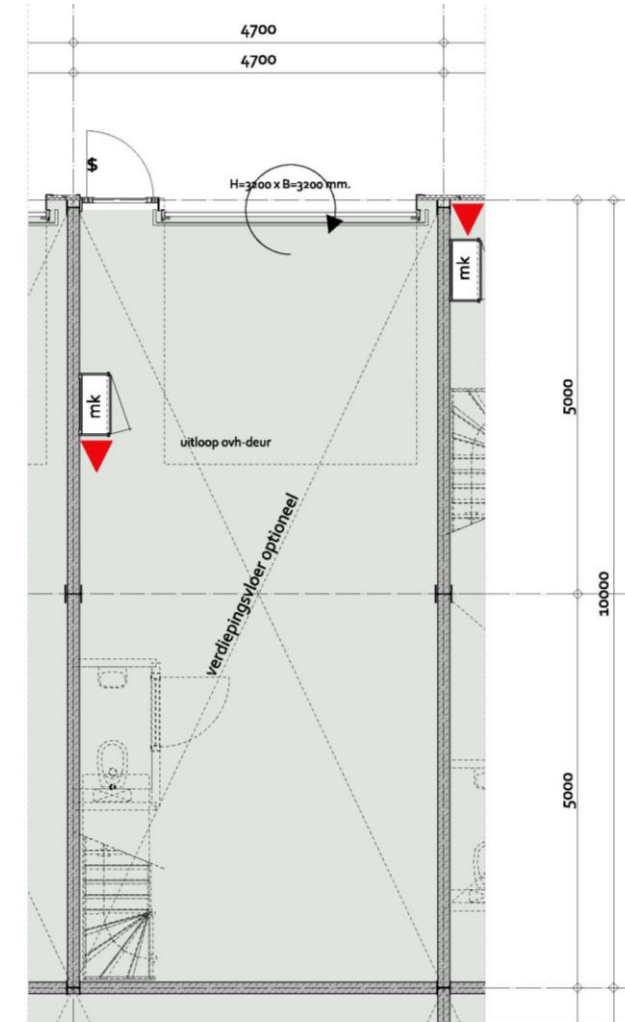 4700
4700
$
H=3200 x B=3200 mm.
mk
mk
5000
uitloop ovh-deur
verdiepingsvloer optioneel
10000
5000